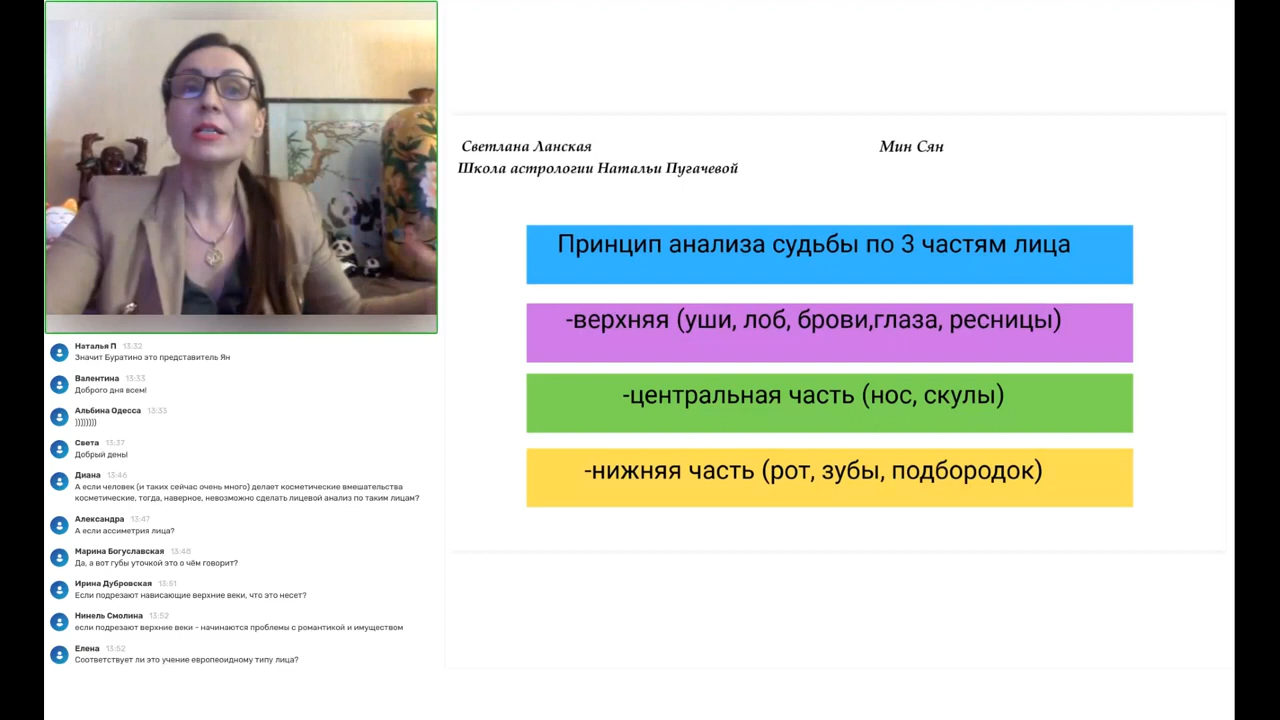 Светлана Ланская
Мин Сян
Школа астрологии Натальи Пугачевой
Принцип анализа судьбы по 3 частям лица
-верхняя (уши, лоб, брови,глаза, ресницы)
-центральная часть (нос, скулы)
-нижняя часть (рот, зубы, подбородок)
Наталья П 13:32
Значит Буратино это представитель Ян
Валентина 13:33
Доброго дня всем!
Альбина Одесса 13:33
))))))))
Света 13:37
Добрый день!
Диана 13:46
А если человек (и таких сейчас очень много) делает косметические вмешательства
косметические, тогда, наверное, невозможно сделать лицевой анализ по таким лицам?
Александра 13:47
А если ассиметрия лица?
Марина Богуславская 13:48
Да, а вот губы уточкой это о чём говорит?
Ирина Дубровская 13:51
Если подрезают нависающие верхние веки, что это несет?
Нинель Смолина 13:52
если подрезают верхние веки - начинаются проблемы с романтикой и имуществом
Елена 13:52
Соответствует ли это учение европеоидному типу лица?